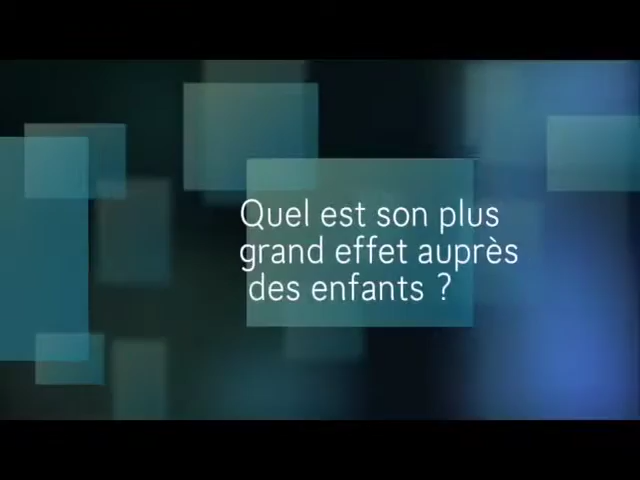 Quel est son plus
grand effet auprès
des enfants ?